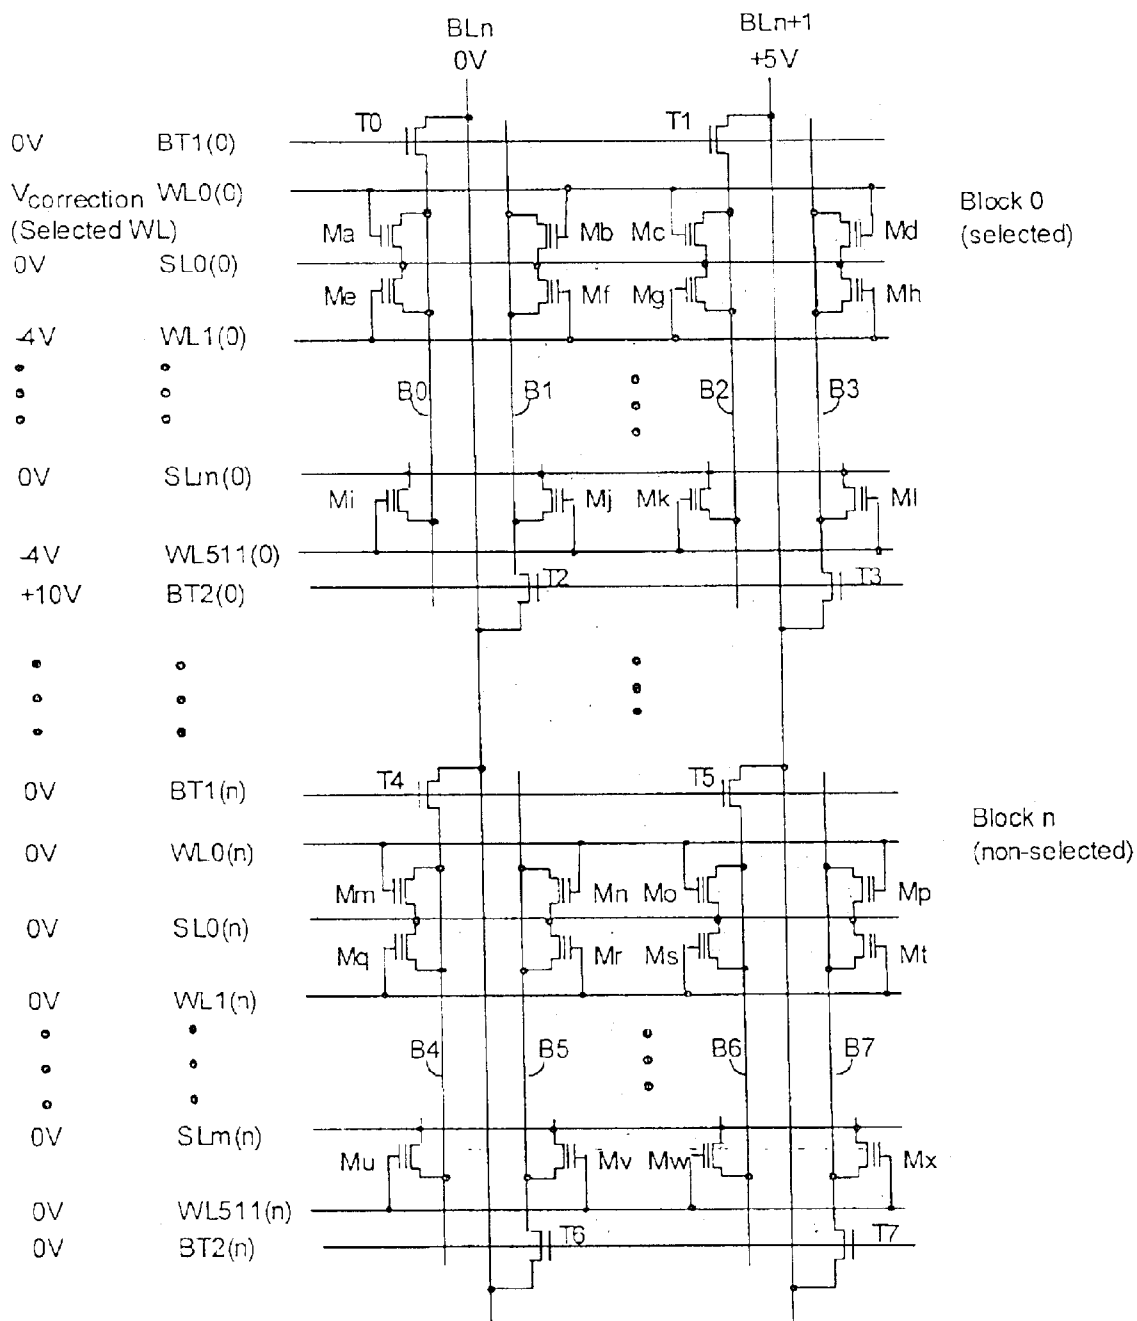 BLn BLn+1
0V +5V
T0 T1
0V BT1(0)
Vcorrection WL0(0)
(Selected WL) Ma Mb Mc Md
Block 0
(selected)
0V SL0(0)
Me Mf Mg Mh
-4V WL1(0)
B0 B1 B2 B3
0V SLm(0)
Mi Mj Mk Ml
-4V WL511(0)
T2 T3
+10V BT2(0)
T4 T5
0V BT1(n)
Block n
(non-selected)
0V WL0(n)
Mm Mn Mo Mp
0V SL0(n)
Mq Mr Ms Mt
0V WL1(n)
B4 B5 B6 B7
0V SLm(n)
Mu Mv Mw Mx
0V WL511(n)
T6 T7
0V BT2(n)